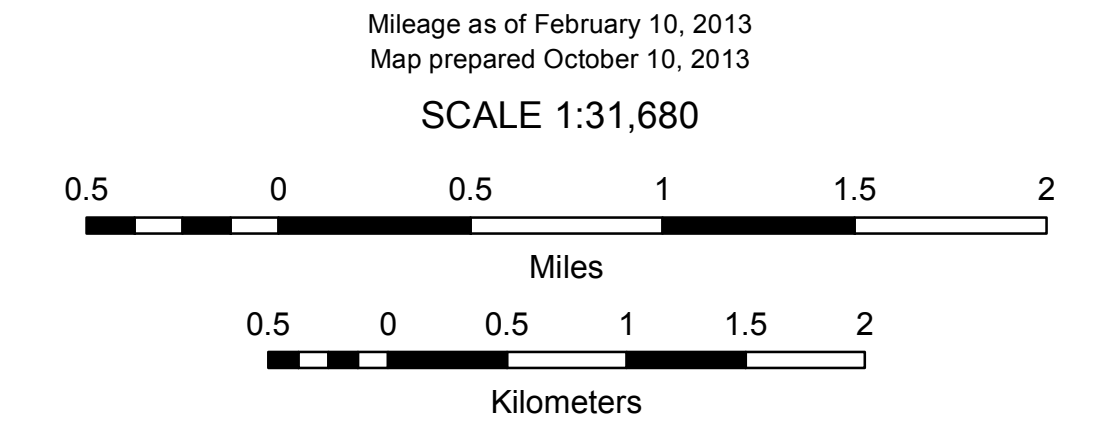 Mileage as of February 10, 2013
Map prepared October 10, 2013
SCALE 1:31,680
0.5 0 0.5 1 1.5 2
Miles
0.5 0 0.5 1 1.5 2
Kilometers